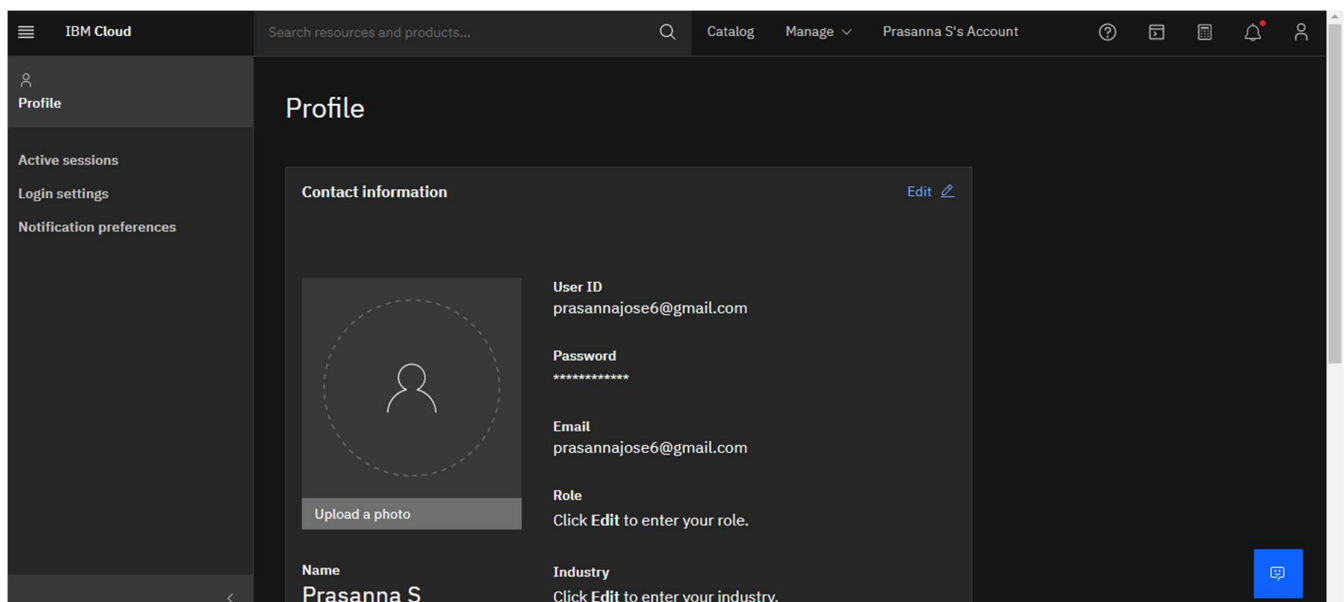 IBM Cloud
Search resources and products...
Catalog
Manage
Prasanna S's Account
Profile
Active sessions
Login settings
Notification preferences
Profile
Contact information
Edit
Upload a photo
Name
Prasanna S
User ID
prasannajose6@gmail.com
Password
************
Email
prasannajose6@gmail.com
Role
Click Edit to enter your role.
Industry
Click Edit to enter your industry.